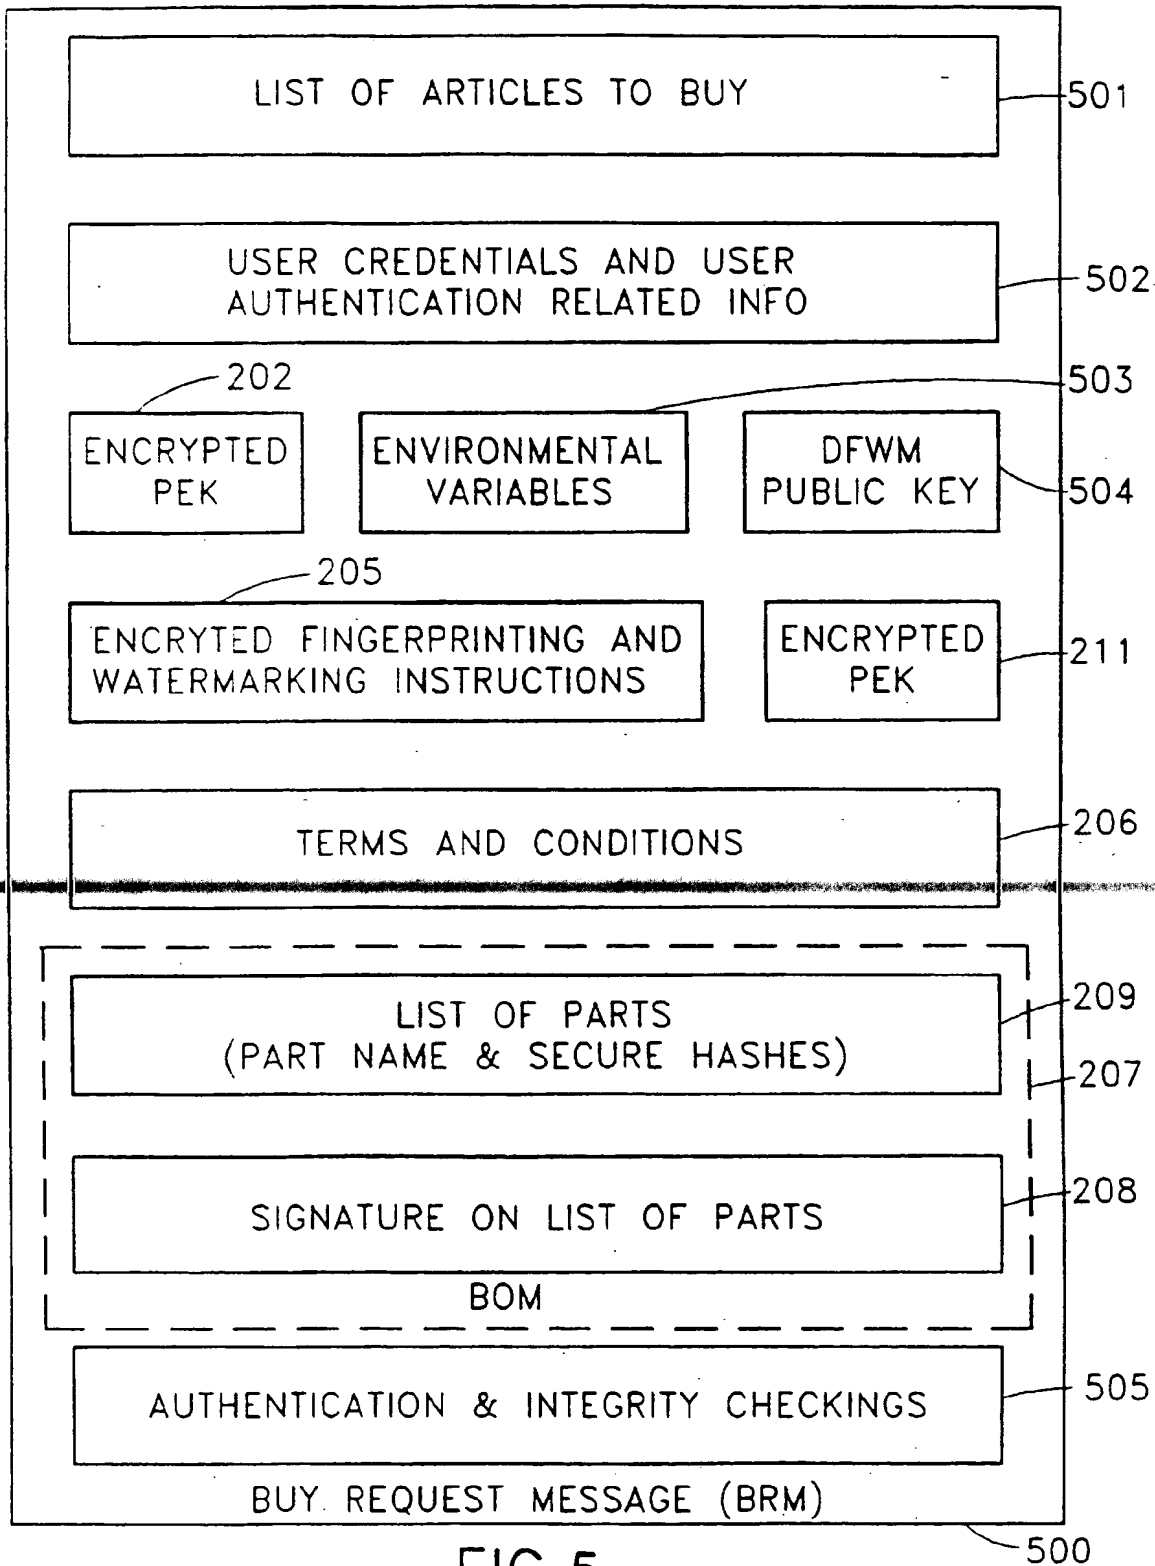 LIST OF ARTICLES TO BUY
501
USER CREDENTIALS AND USER
AUTHENTICATION RELATED INFO
502
202
503
ENCRYPTED
PEK
ENVIRONMENTAL
VARIABLES
DFWM
PUBLIC KEY
504
205
ENCRYTED FINGERPRINTING AND
WATERMARKING INSTRUCTIONS
ENCRYPTED
PEK
211
TERMS AND CONDITIONS
206
LIST OF PARTS
(PART NAME & SECURE HASHES)
209
207
SIGNATURE ON LIST OF PARTS
208
BOM
AUTHENTICATION & INTEGRITY CHECKINGS
505
BUY REQUEST MESSAGE (BRM)
500
FIG. 5